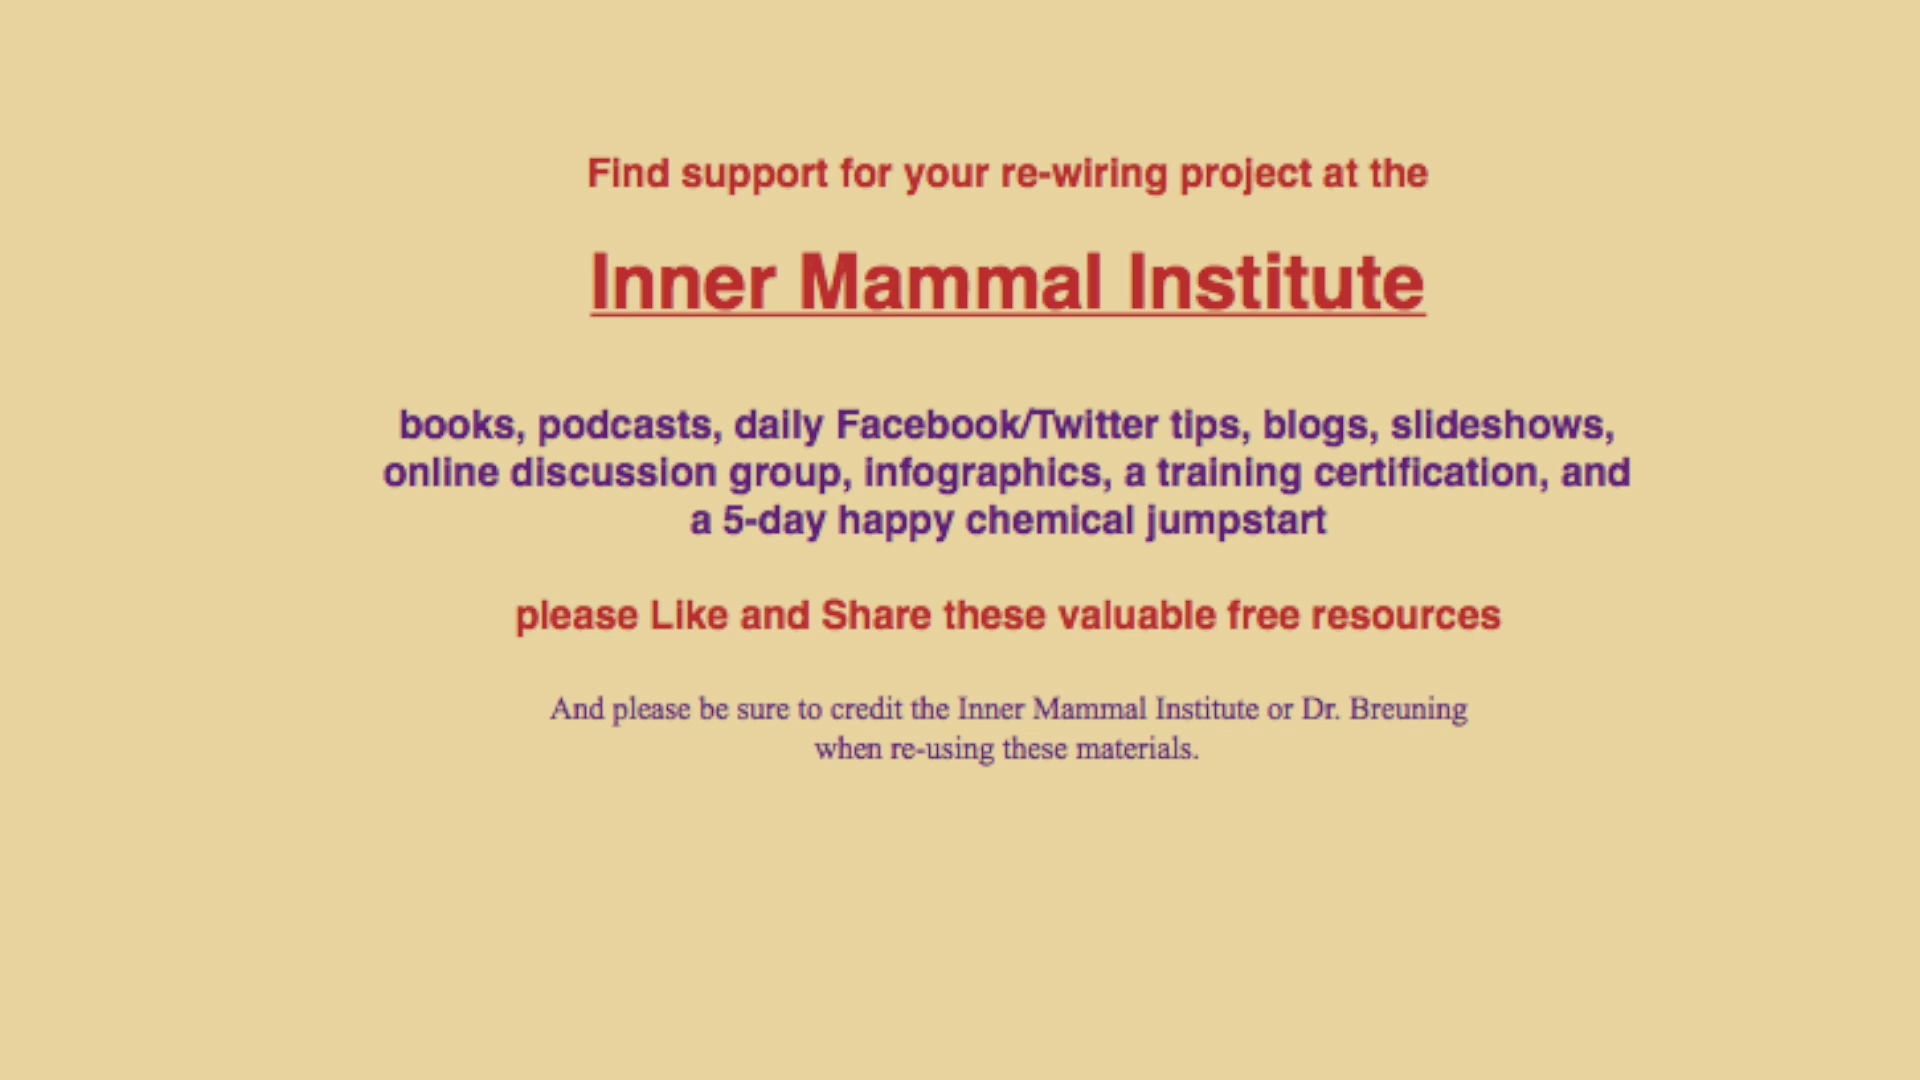 Find support for your re-wiring project at the
Inner Mammal Institute
books, podcasts, daily Facebook/Twitter tips, blogs, slideshows,
online discussion group, infographics, a training certification, and
a 5-day happy chemical jumpstart
please Like and Share these valuable free resources
And please be sure to credit the Inner Mammal Institute or Dr. Breuning
when re-using these materials.